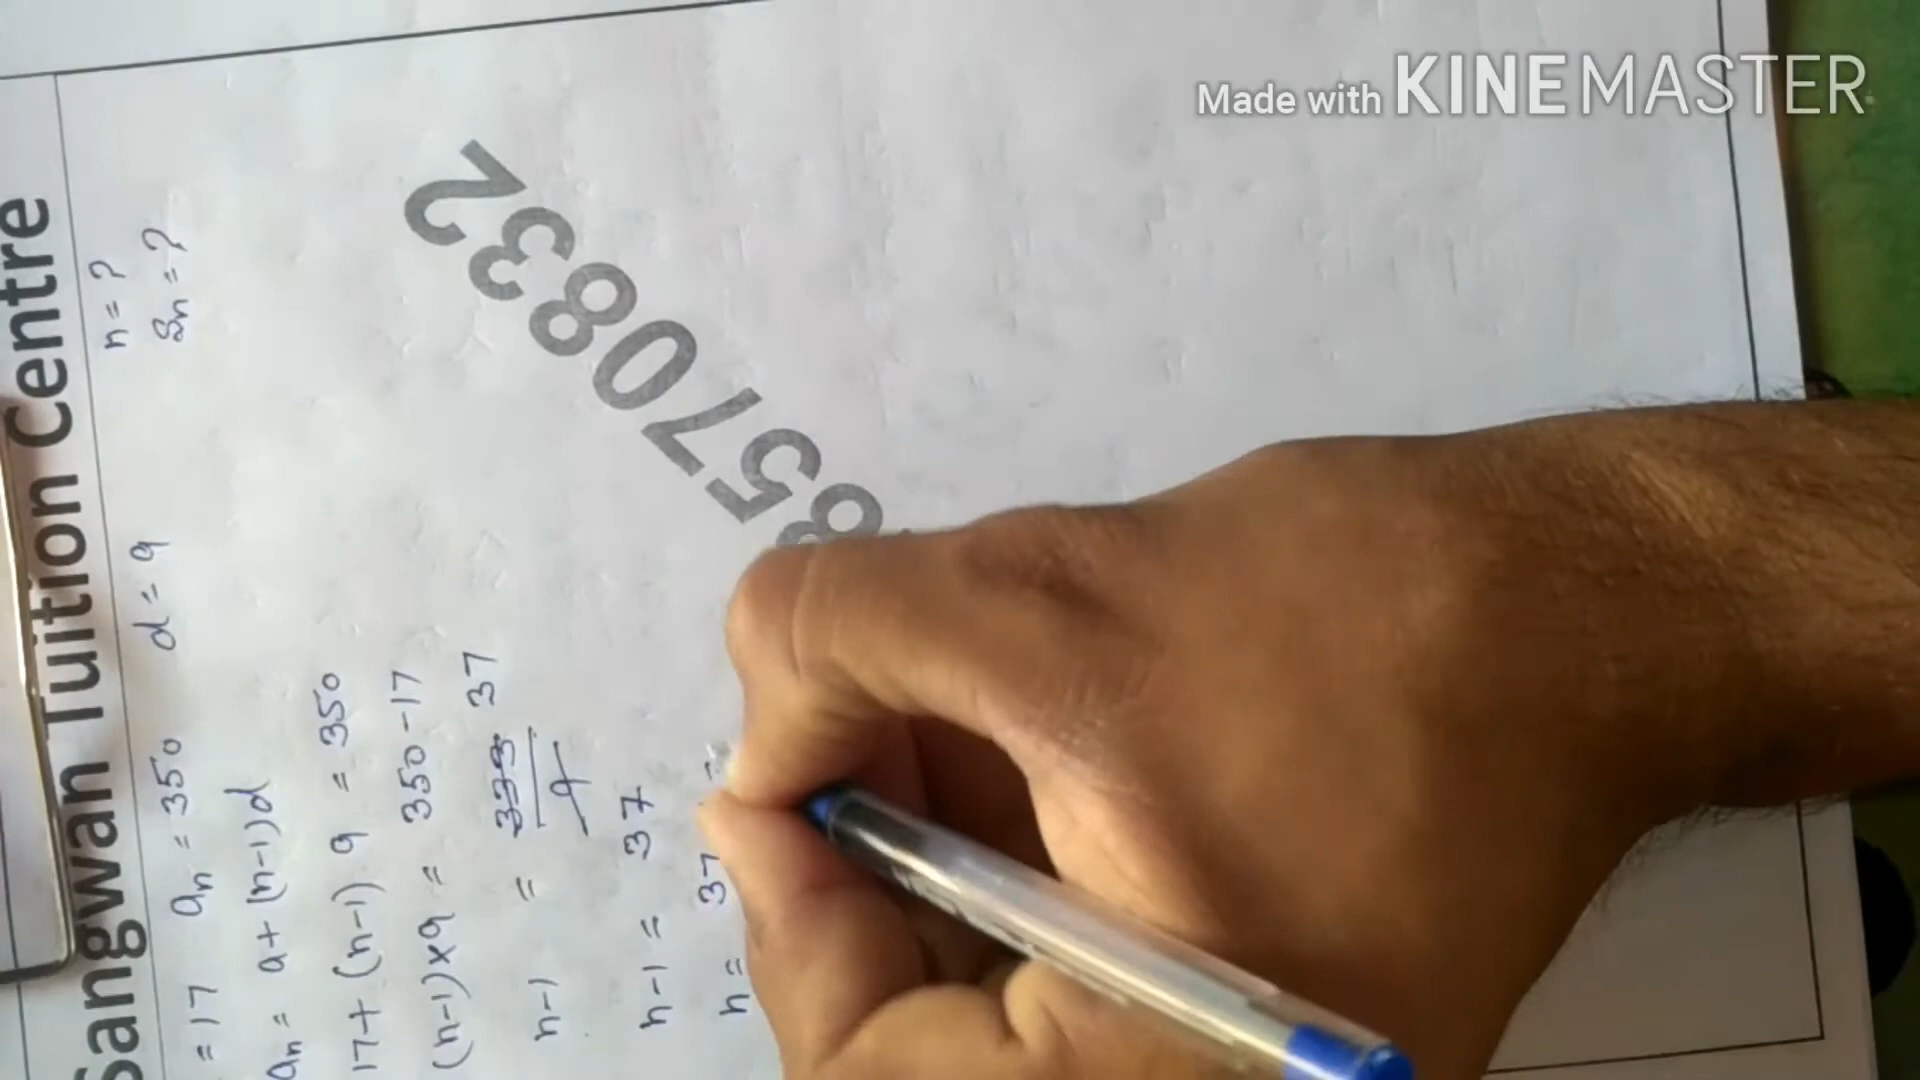 Made with KINEMASTER
Sangwan Tuition Centre
= 17 an = 350 d = 9 n = ?
Sn = ?
an = a + (n-1)d
17 + (n-1) 9 = 350
(n-1)×9 = 350-17
n-1 = 333/9 37
n-1 = 37
n = 37
8570832